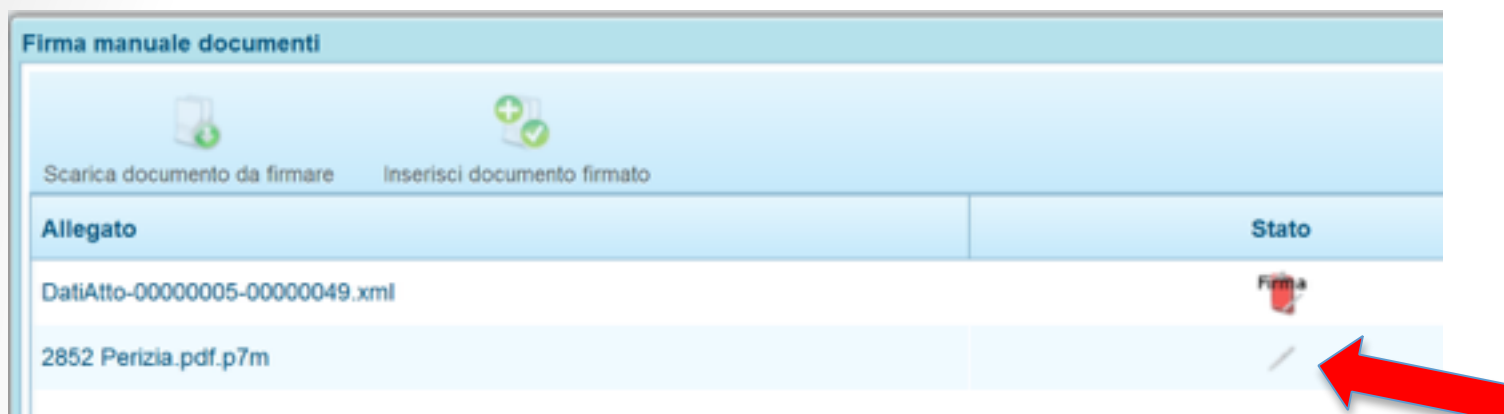 Firma manuale documenti
Scarica documento da firmare Inserisci documento firmato
Allegato Stato
DatiAtto-00000005-00000049.xml Firma
2852 Perizia.pdf.p7m